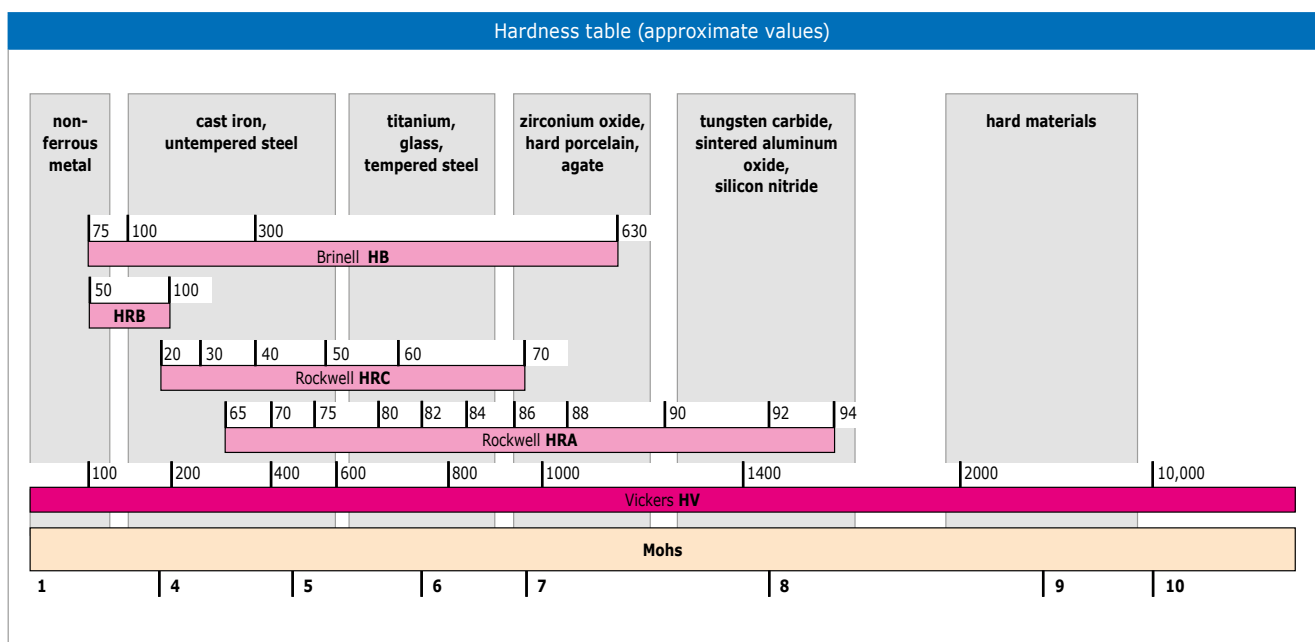 Hardness table (approximate values)
non-
ferrous
metal
cast iron,
untempered steel
titanium,
glass,
tempered steel
zirconium oxide,
hard porcelain,
agate
tungsten carbide,
sintered aluminum
oxide,
silicon nitride
hard materials
75 100 300 630
Brinell HB
50 100
HRB
20 30 40 50 60 70
Rockwell HRC
65 70 75 80 82 84 86 88 90 92 94
Rockwell HRA
100 200 400 600 800 1000 1400 2000 10,000
Vickers HV
Mohs
1 4 5 6 7 8 9 10